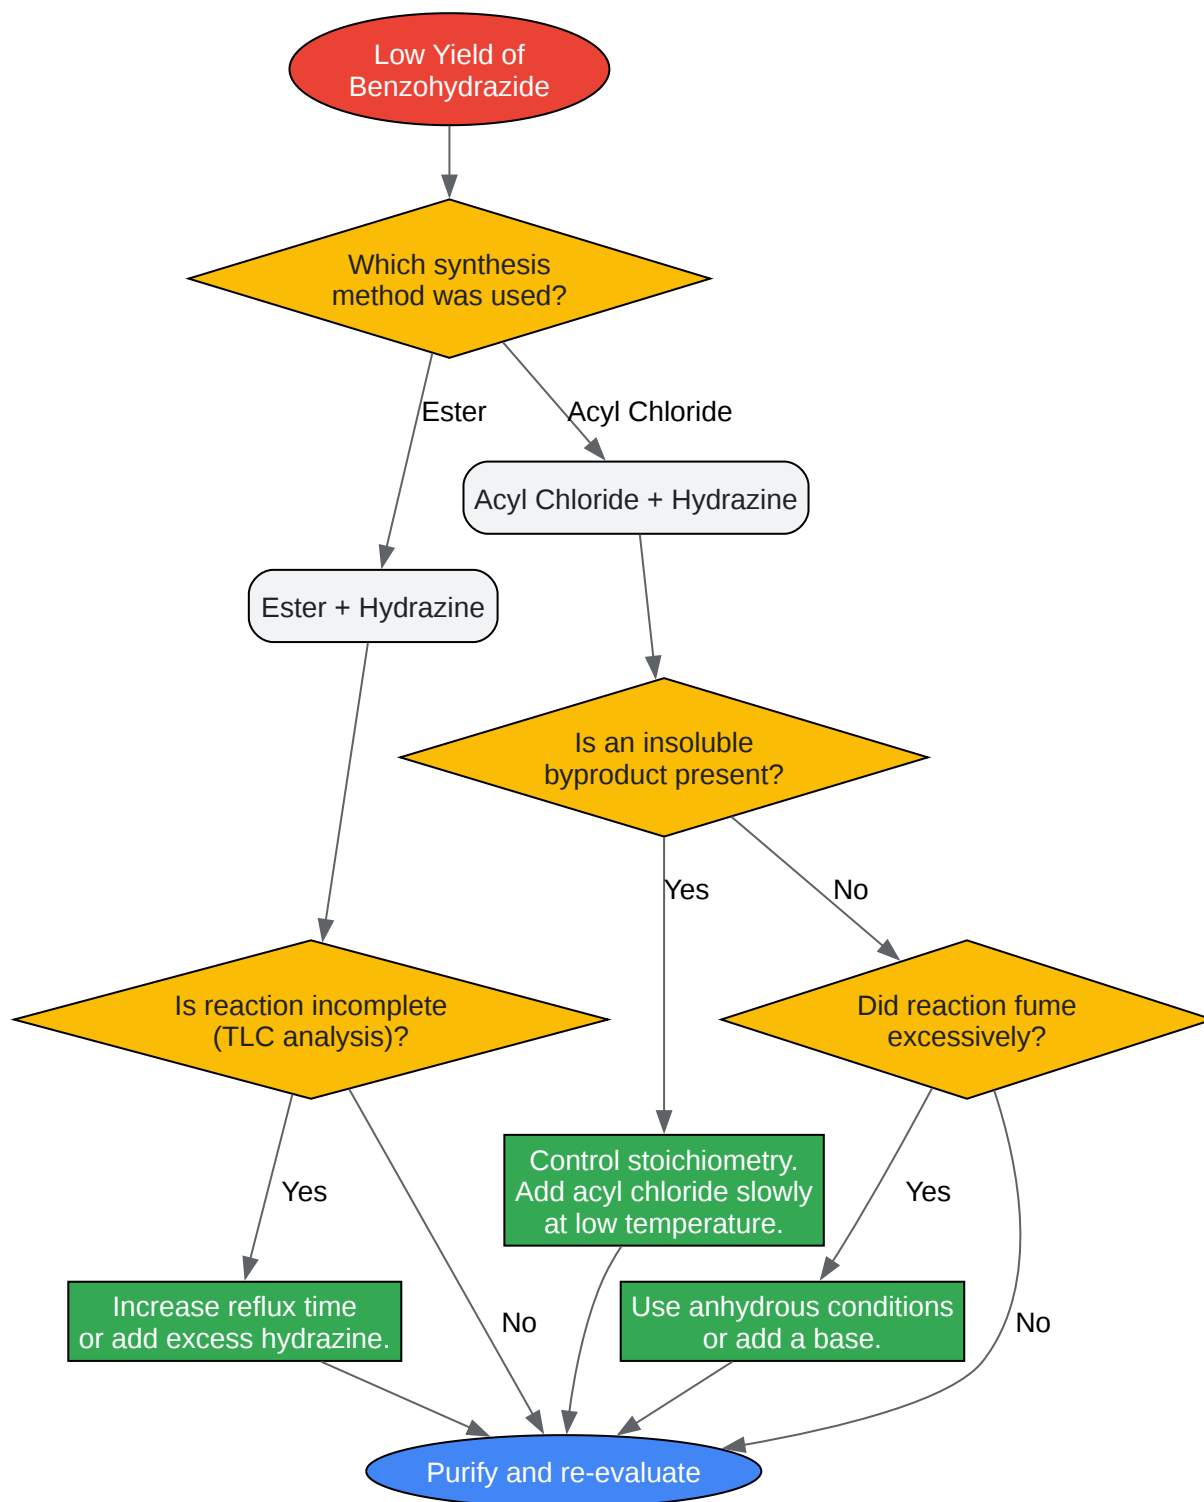 Low Yield of
Benzohydrazide
Which synthesis
method was used?
Ester
Acyl Chloride
Acyl Chloride + Hydrazine
Ester + Hydrazine
Is an insoluble
byproduct present?
Yes
No
Is reaction incomplete
(TLC analysis)?
Did reaction fume
excessively?
Control stoichiometry.
Add acyl chloride slowly
at low temperature.
Yes
Yes
Increase reflux time
or add excess hydrazine.
No
Use anhydrous conditions
or add a base.
No
Purify and re-evaluate